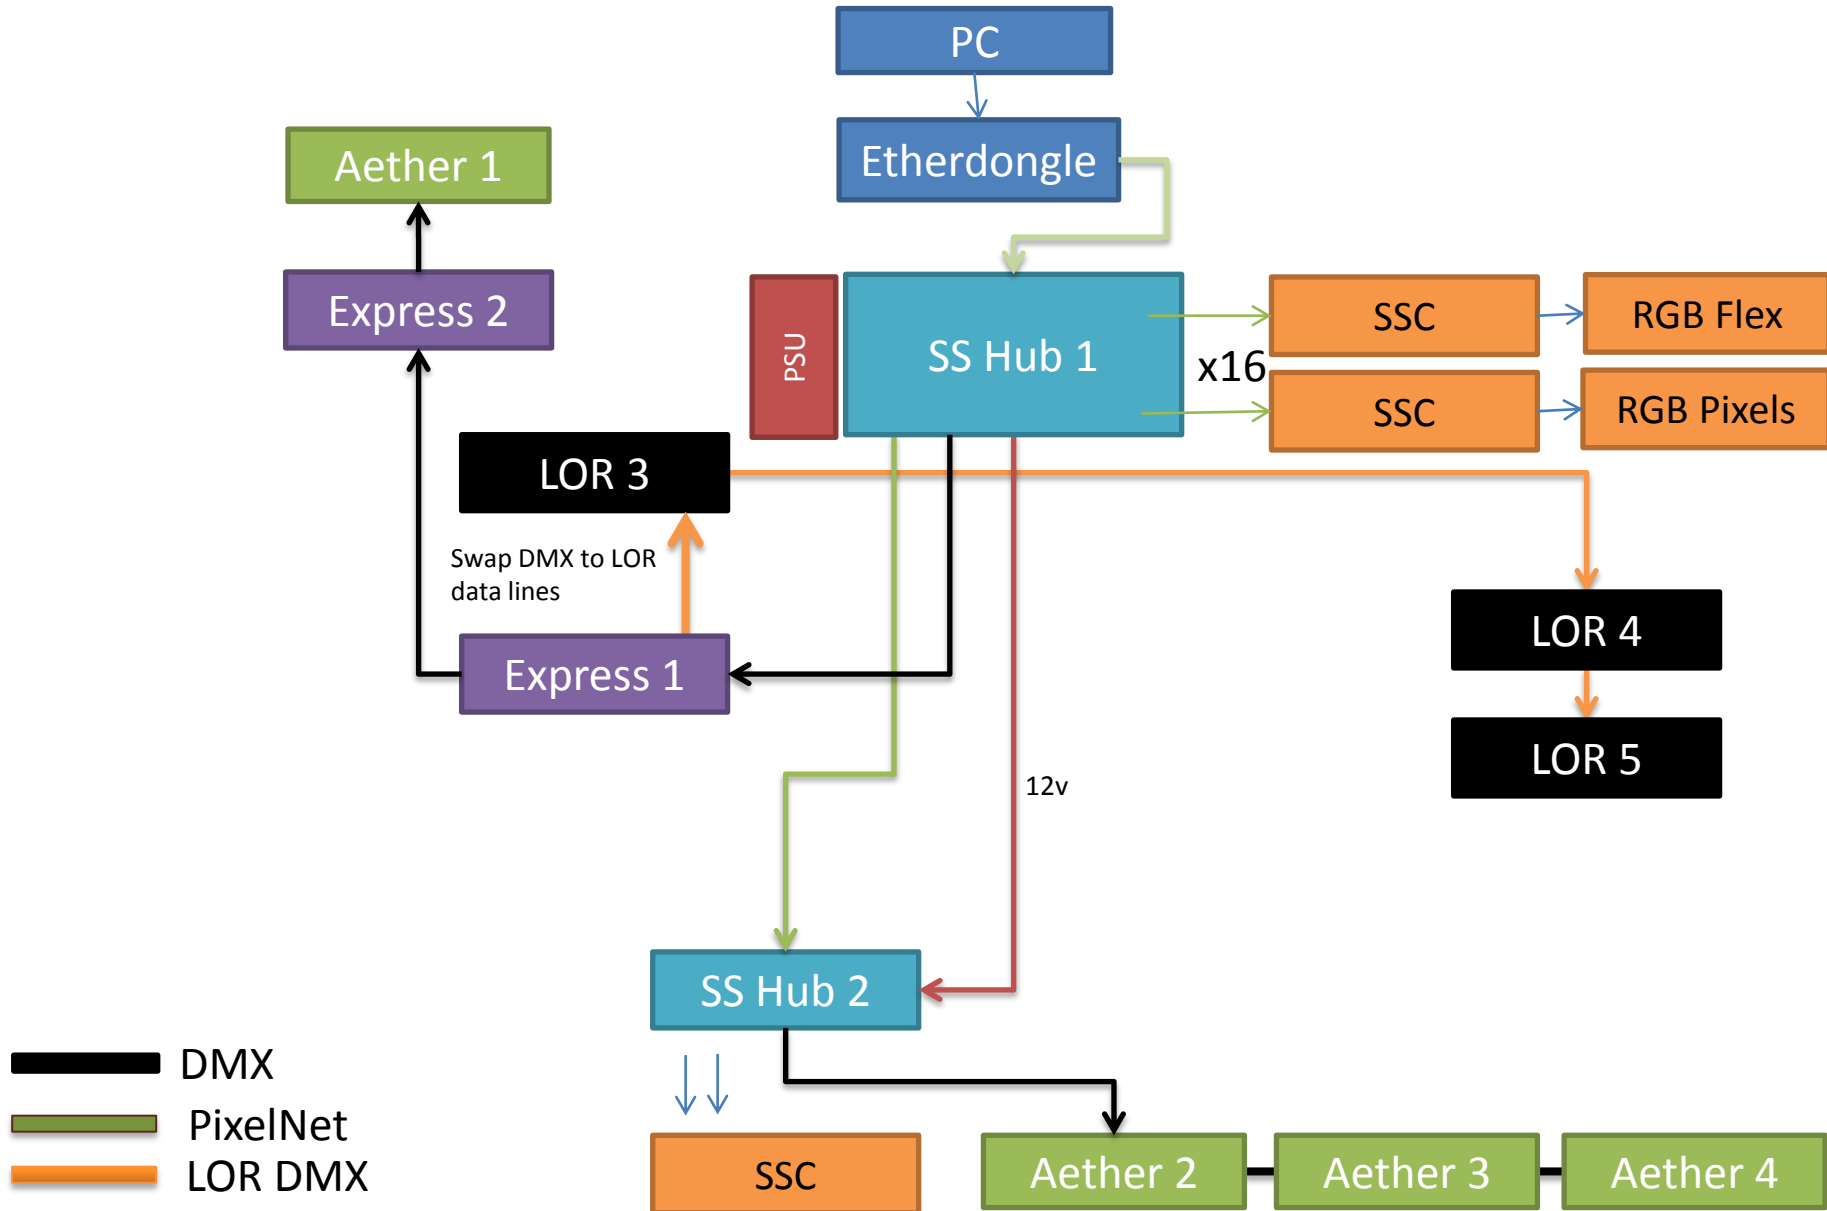 PC
Etherdongle
Aether 1
Express 2
PSU
SS Hub 1
x16
SSC
RGB Flex
SSC
RGB Pixels
LOR 3
Swap DMX to LOR
data lines
Express 1
LOR 4
LOR 5
12v
SS Hub 2
DMX
PixelNet
LOR DMX
SSC
Aether 2
Aether 3
Aether 4